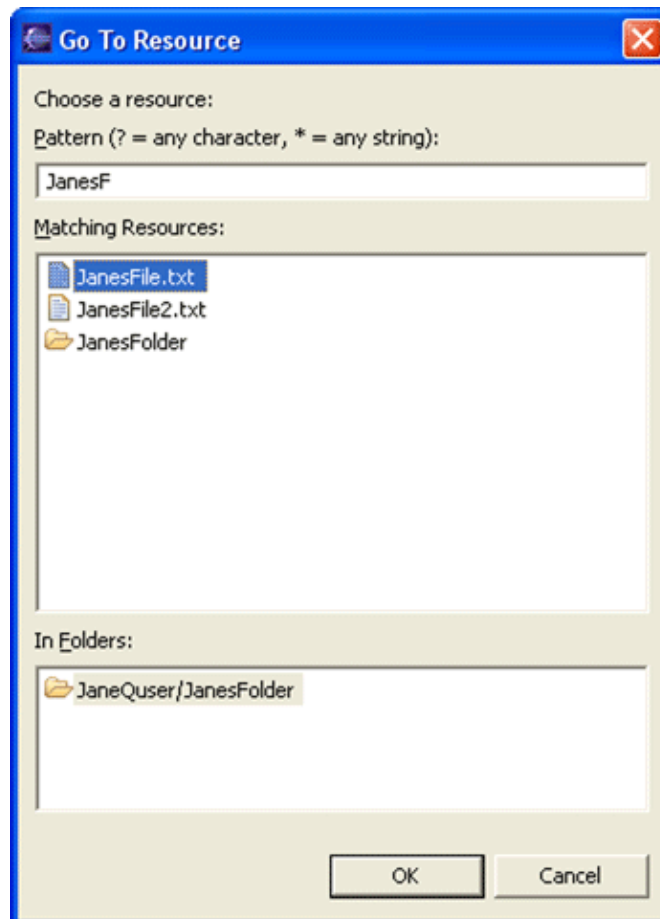 Go To Resource
Choose a resource:
Pattern (? = any character, * = any string):
JanesF
Matching Resources:
JanesFile.txt
JanesFile2.txt
JanesFolder
In Folders:
JaneQuser/JanesFolder
OK Cancel